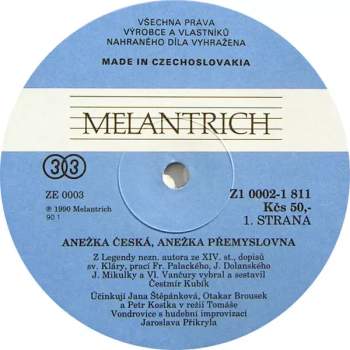 VŠECHNA PRÁVA
VÝROBCE A VLASTNÍKŮ
NAHRANÉHO DÍLA VYHRAŽENA
MADE IN CZECHOSLOVAKIA
MELANTRICH
33
ZE 0003
℗ 1990 Melantrich
90 1
Z1 0002-1 811
Kčs 50,-
1. STRANA
ANEŽKA ČESKÁ, ANEŽKA PŘEMYSLOVNA
Z Legendy nezn. autora ze XIV. st., dopisů
sv. Kláry, prací Fr. Palackého, J. Dolanského
J. Mikulky a Vl. Vančury vybral a sestavil
Čestmír Kubík
Účinkují Jana Štěpánková, Otakar Brousek
a Petr Kostka v režii Tomáše
Vondrovice s hudební improvizací
Jaroslava Přikryla